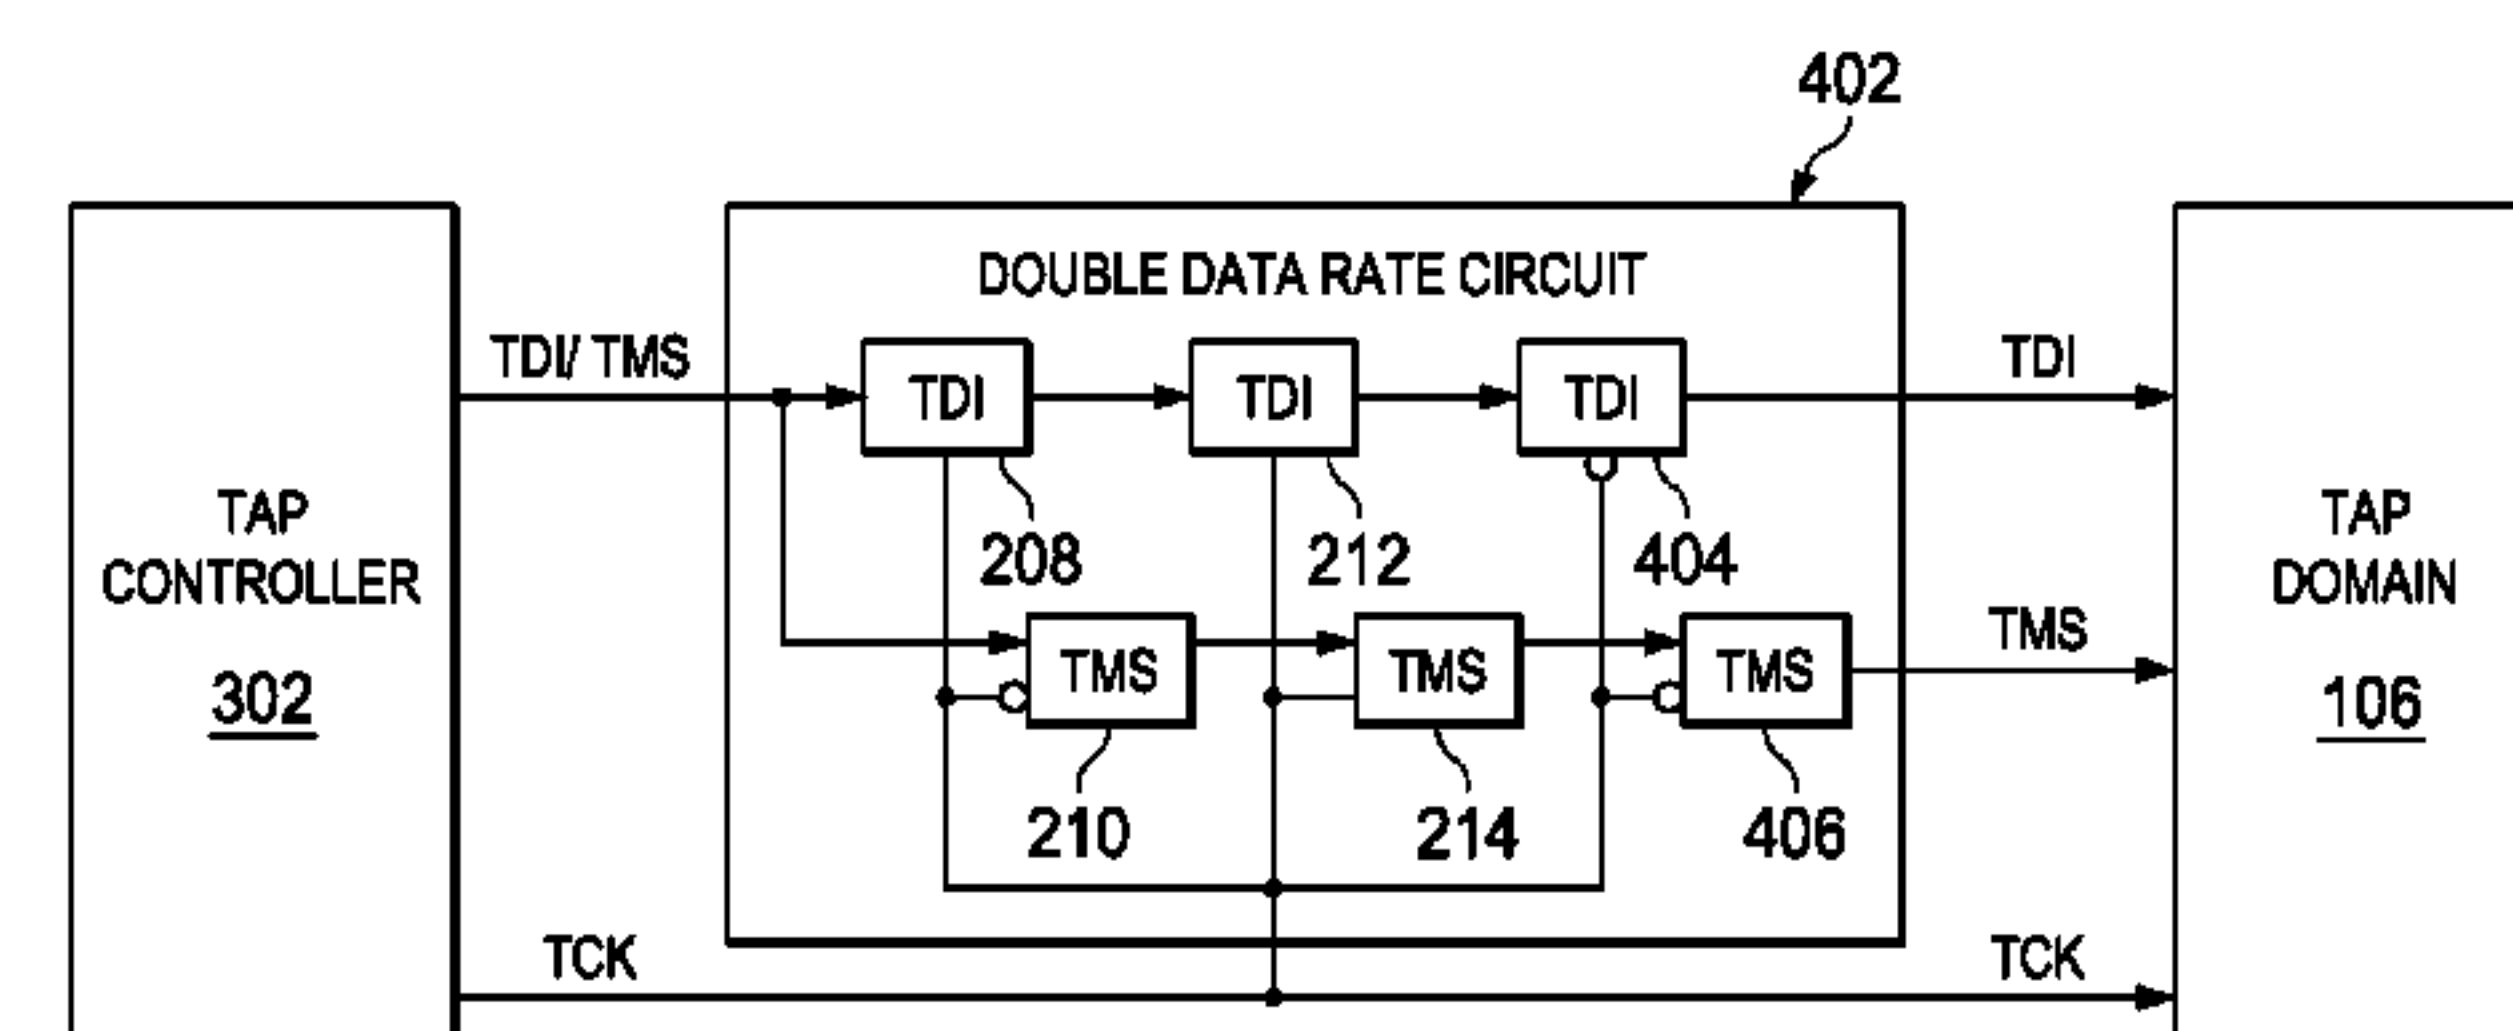 402
DOUBLE DATA RATE CIRCUIT
TDI/ TMS
TDI
TDI
TDI
TDI
208
212
404
TAP
CONTROLLER
302
TAP
DOMAIN
106
TMS
TMS
TMS
TMS
210
214
406
TCK
TCK